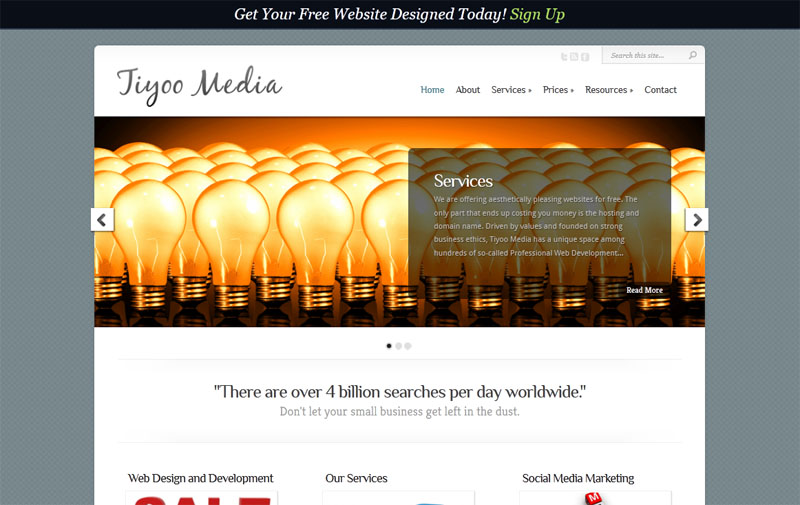 Get Your Free Website Designed Today! Sign Up
Search this site...
Tiyoo Media
Home About Services » Prices » Resources » Contact
Services
We are offering aesthetically pleasing websites for free. The
only part that ends up costing you money is the hosting and
domain name. Driven by values and founded on strong
business ethics, Tiyoo Media has a unique space among
hundreds of so-called Professional Web Development...
Read More
"There are over 4 billion searches per day worldwide."
Don't let your small business get left in the dust.
Web Design and Development
Our Services
Social Media Marketing
SALE
M